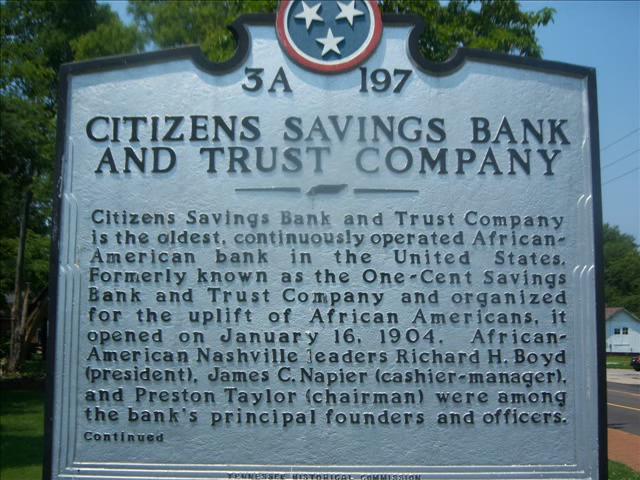 3A 197
CITIZENS SAVINGS BANK
AND TRUST COMPANY
Citizens Savings Bank and Trust Company
is the oldest, continuously operated African-
American bank in the United States.
Formerly known as the One-Cent Savings
Bank and Trust Company and organized
for the uplift of African Americans, it
opened on January 16, 1904. African-
American Nashville leaders Richard H. Boyd
(president), James C. Napier (cashier-manager),
and Preston Taylor (chairman) were among
the bank's principal founders and officers.
Continued
TENNESSEE HISTORICAL COMMISSION